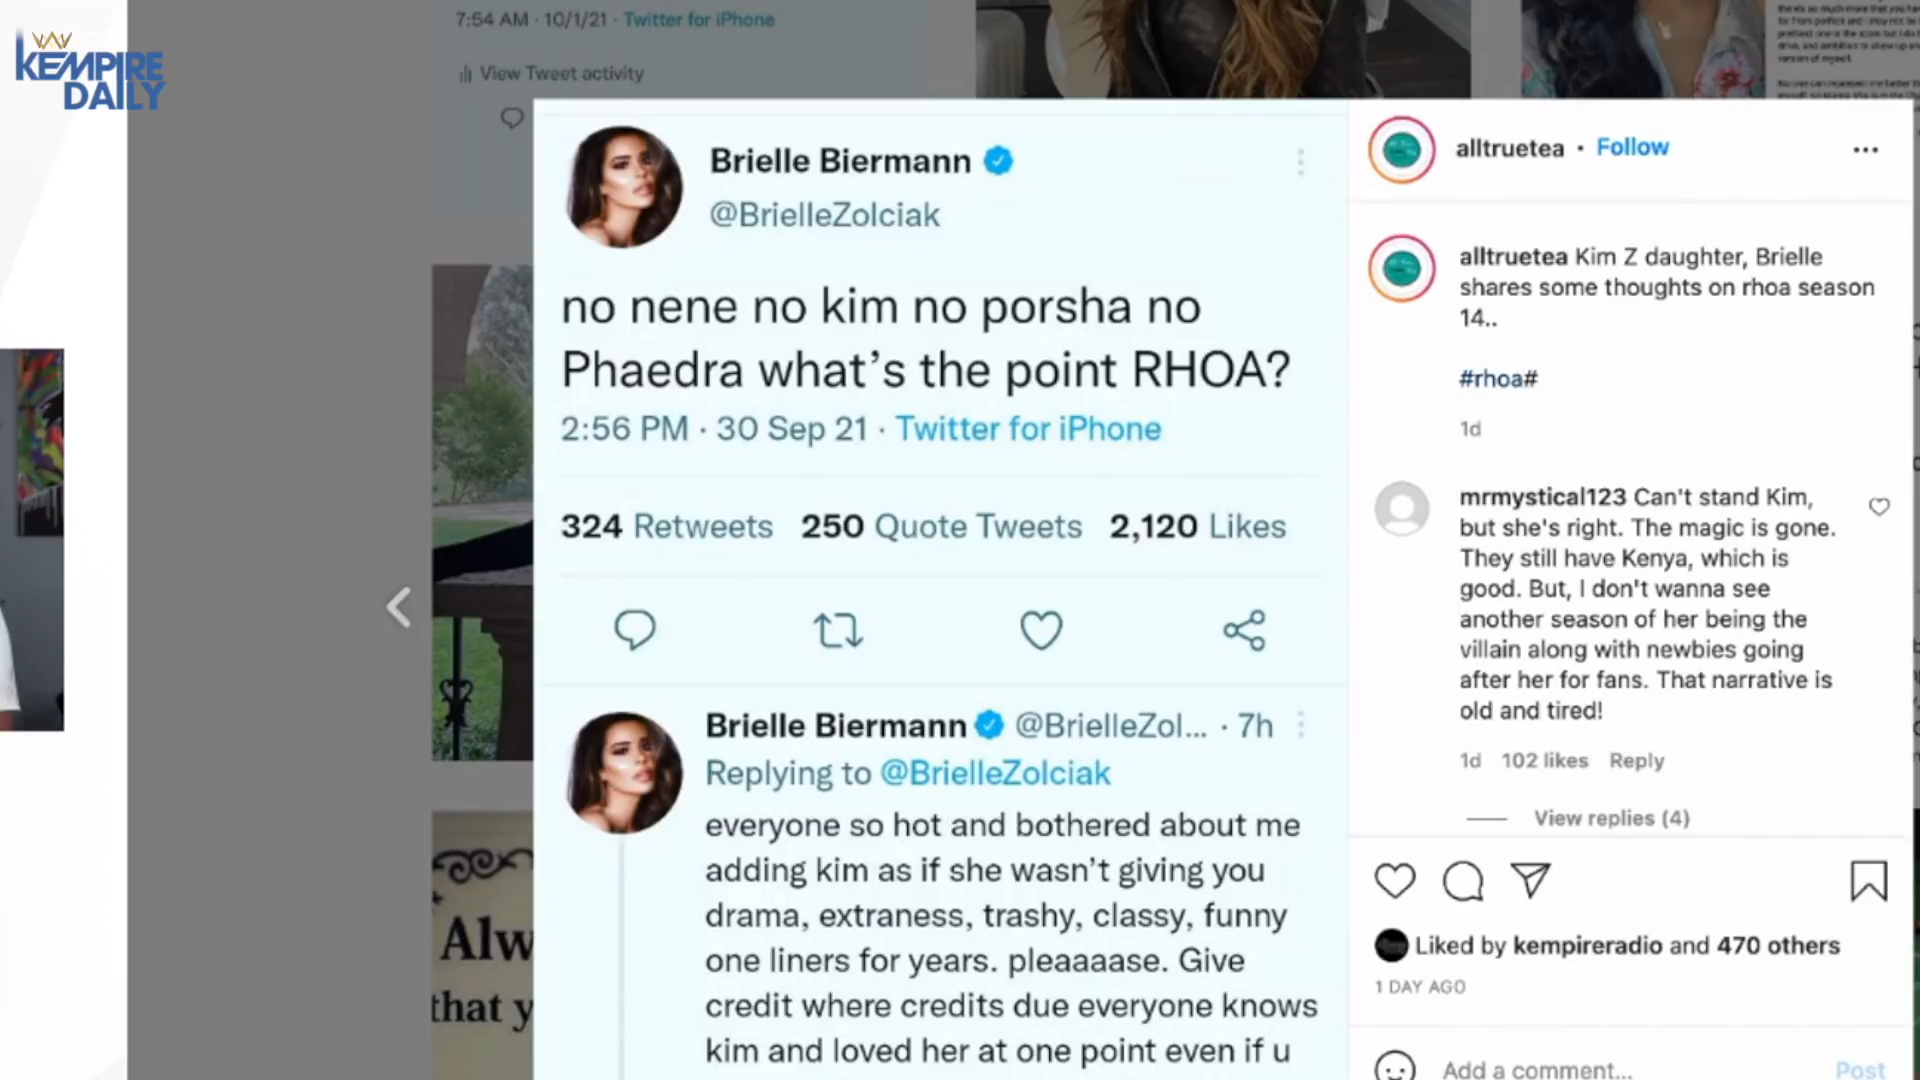 KEMPIRE
DAILY
7:54 AM · 10/1/21 · Twitter for iPhone
View Tweet activity
Brielle Biermann
@BrielleZolciak
no nene no kim no porsha no
Phaedra what's the point RHOA?
2:56 PM · 30 Sep 21 · Twitter for iPhone
324 Retweets 250 Quote Tweets 2,120 Likes
Brielle Biermann @BrielleZol... · 7h
Replying to @BrielleZolciak
everyone so hot and bothered about me
adding kim as if she wasn't giving you
drama, extraness, trashy, classy, funny
one liners for years. pleaaaase. Give
credit where credits due everyone knows
kim and loved her at one point even if u
Alw
that y
alltruetea · Follow
alltruetea Kim Z daughter, Brielle
shares some thoughts on rhoa season
14..
#rhoa#
1d
mrmystical123 Can't stand Kim,
but she's right. The magic is gone.
They still have Kenya, which is
good. But, I don't wanna see
another season of her being the
villain along with newbies going
after her for fans. That narrative is
old and tired!
1d 102 likes Reply
View replies (4)
Liked by kempireradio and 470 others
1 DAY AGO
Add a comment...
Post